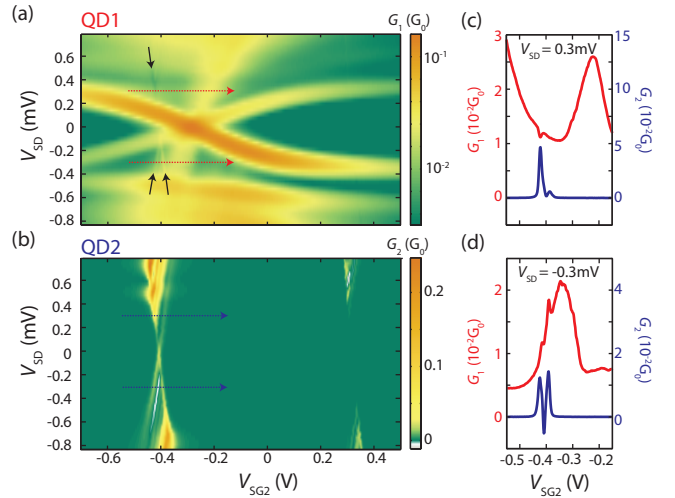 (a)
QD1
G1 (G0)
0.8
0.6
0.4
0.2
0
-0.2
-0.4
-0.6
-0.8
VSD (mV)
10-1
10-2
(b)
QD2
G2 (G0)
0.6
0.4
0.2
0
-0.2
-0.4
-0.6
-0.8
VSD (mV)
0.2
0.1
0
-0.6
-0.4
-0.2
0.0
0.2
0.4
VSG2 (V)
(c)
VSD = 0.3mV
3
2
1
0
G1 (10-2G0)
15
10
5
0
G2 (10-2G0)
(d)
VSD = -0.3mV
2
1
0
G1 (10-2G0)
4
2
0
G2 (10-2G0)
-0.5
-0.4
-0.3
-0.2
VSG2 (V)